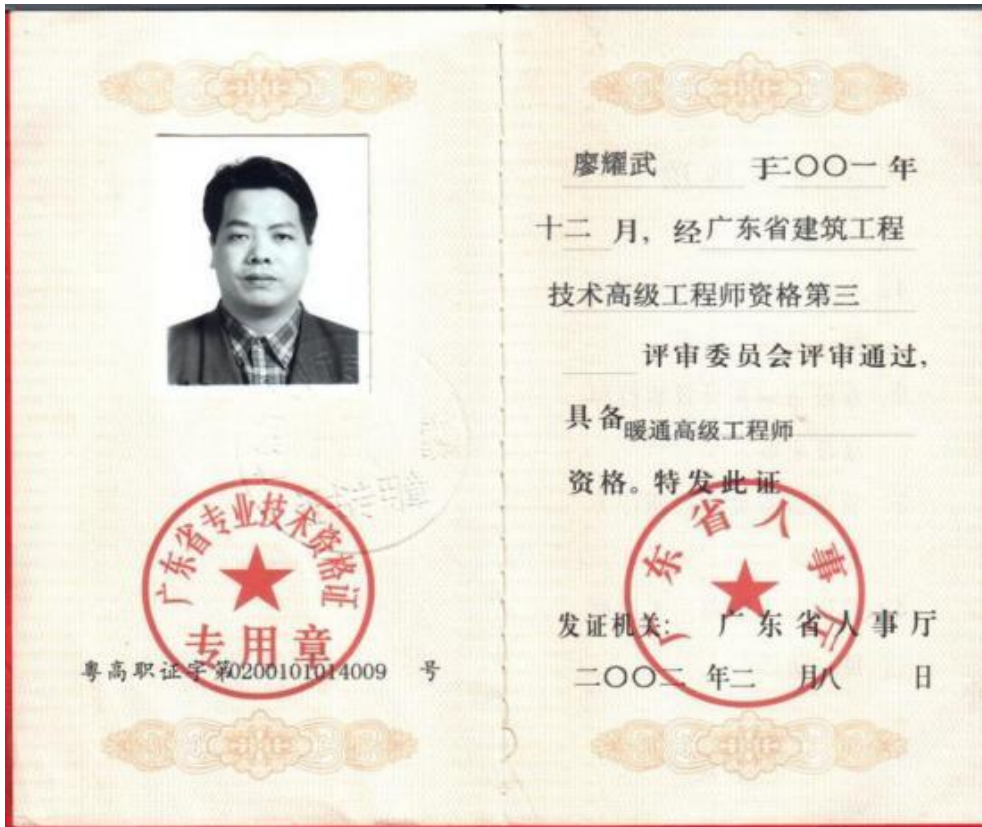 广东省专业技术资格证
专用章
粤高职证字第0200101014009 号
廖耀武 于二〇〇一年
十二 月，经广东省建筑工程
技术高级工程师资格第三
评审委员会评审通过，
具备暖通高级工程师
资格。特发此证
广东省人事厅
发证机关：广东省人事厅
二〇〇二 年二 月八 日